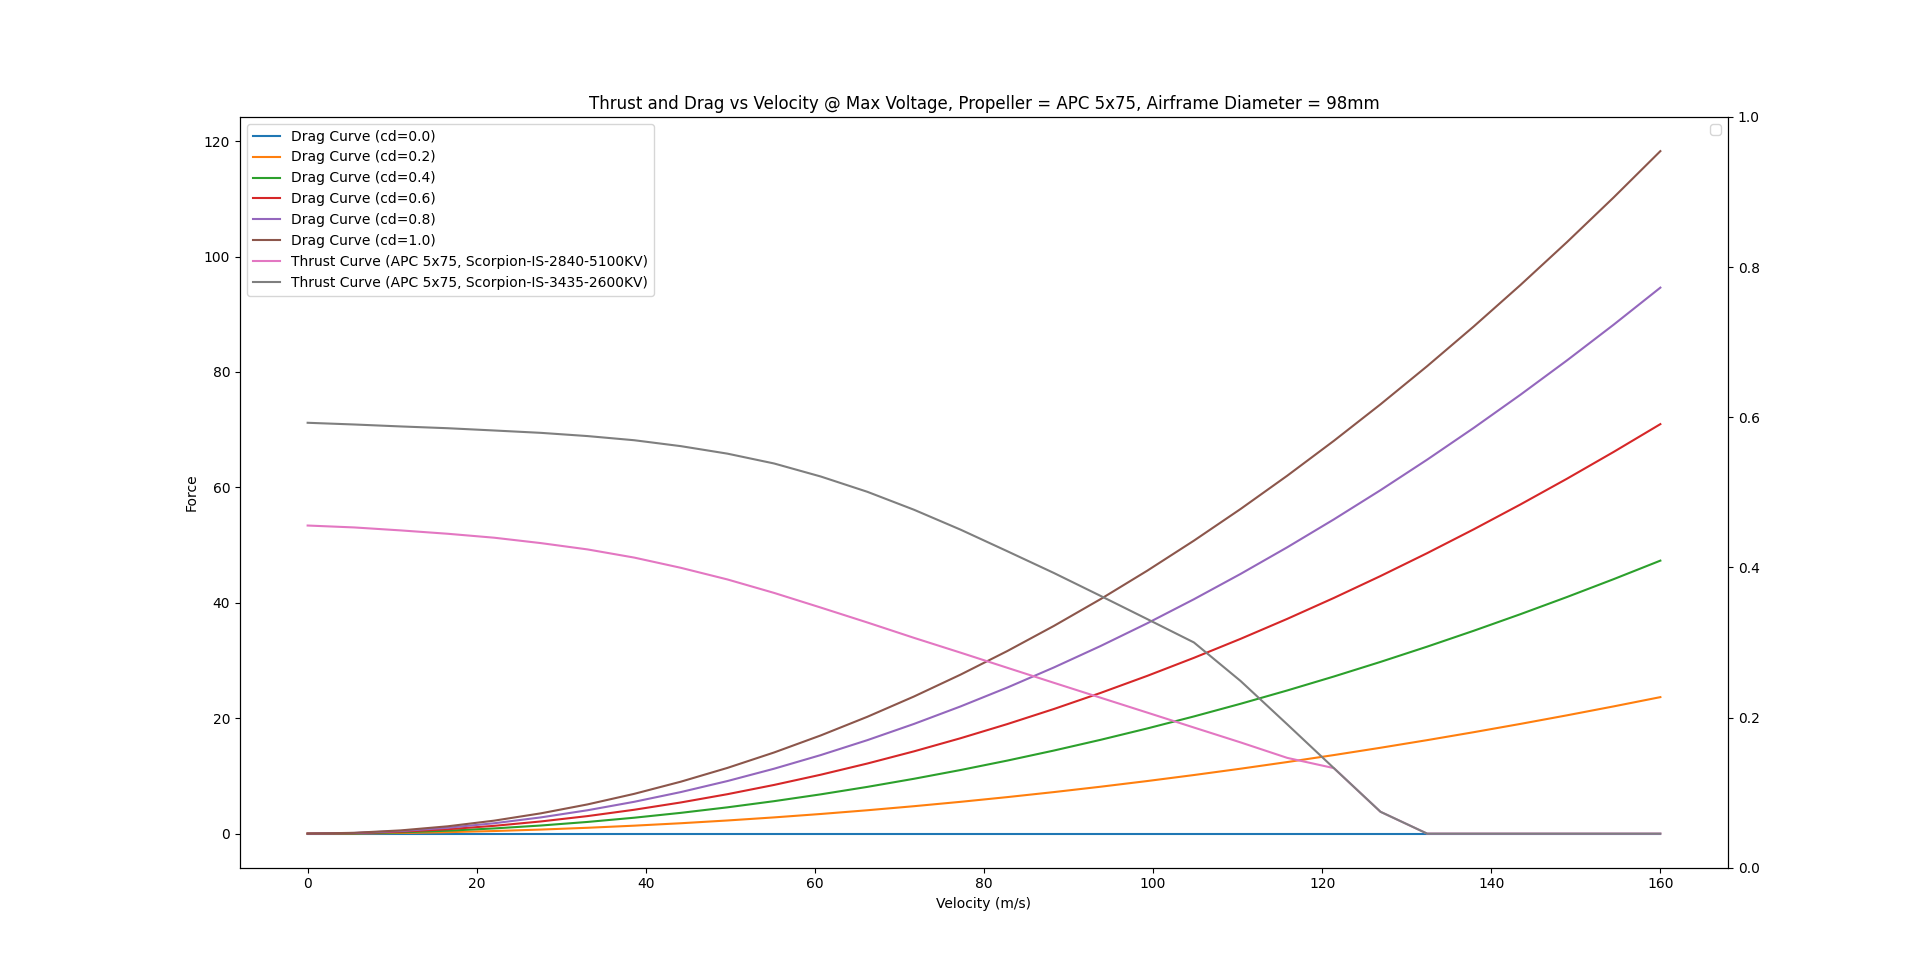 Thrust and Drag vs Velocity @ Max Voltage, Propeller = APC 5x75, Airframe Diameter = 98mm
Drag Curve (cd=0.0)
Drag Curve (cd=0.2)
Drag Curve (cd=0.4)
Drag Curve (cd=0.6)
Drag Curve (cd=0.8)
Drag Curve (cd=1.0)
Thrust Curve (APC 5x75, Scorpion-IS-2840-5100KV)
Thrust Curve (APC 5x75, Scorpion-IS-3435-2600KV)
120
100
80
60
40
20
0
Force
1.0
0.8
0.6
0.4
0.2
0.0
0 20 40 60 80 100 120 140 160
Velocity (m/s)